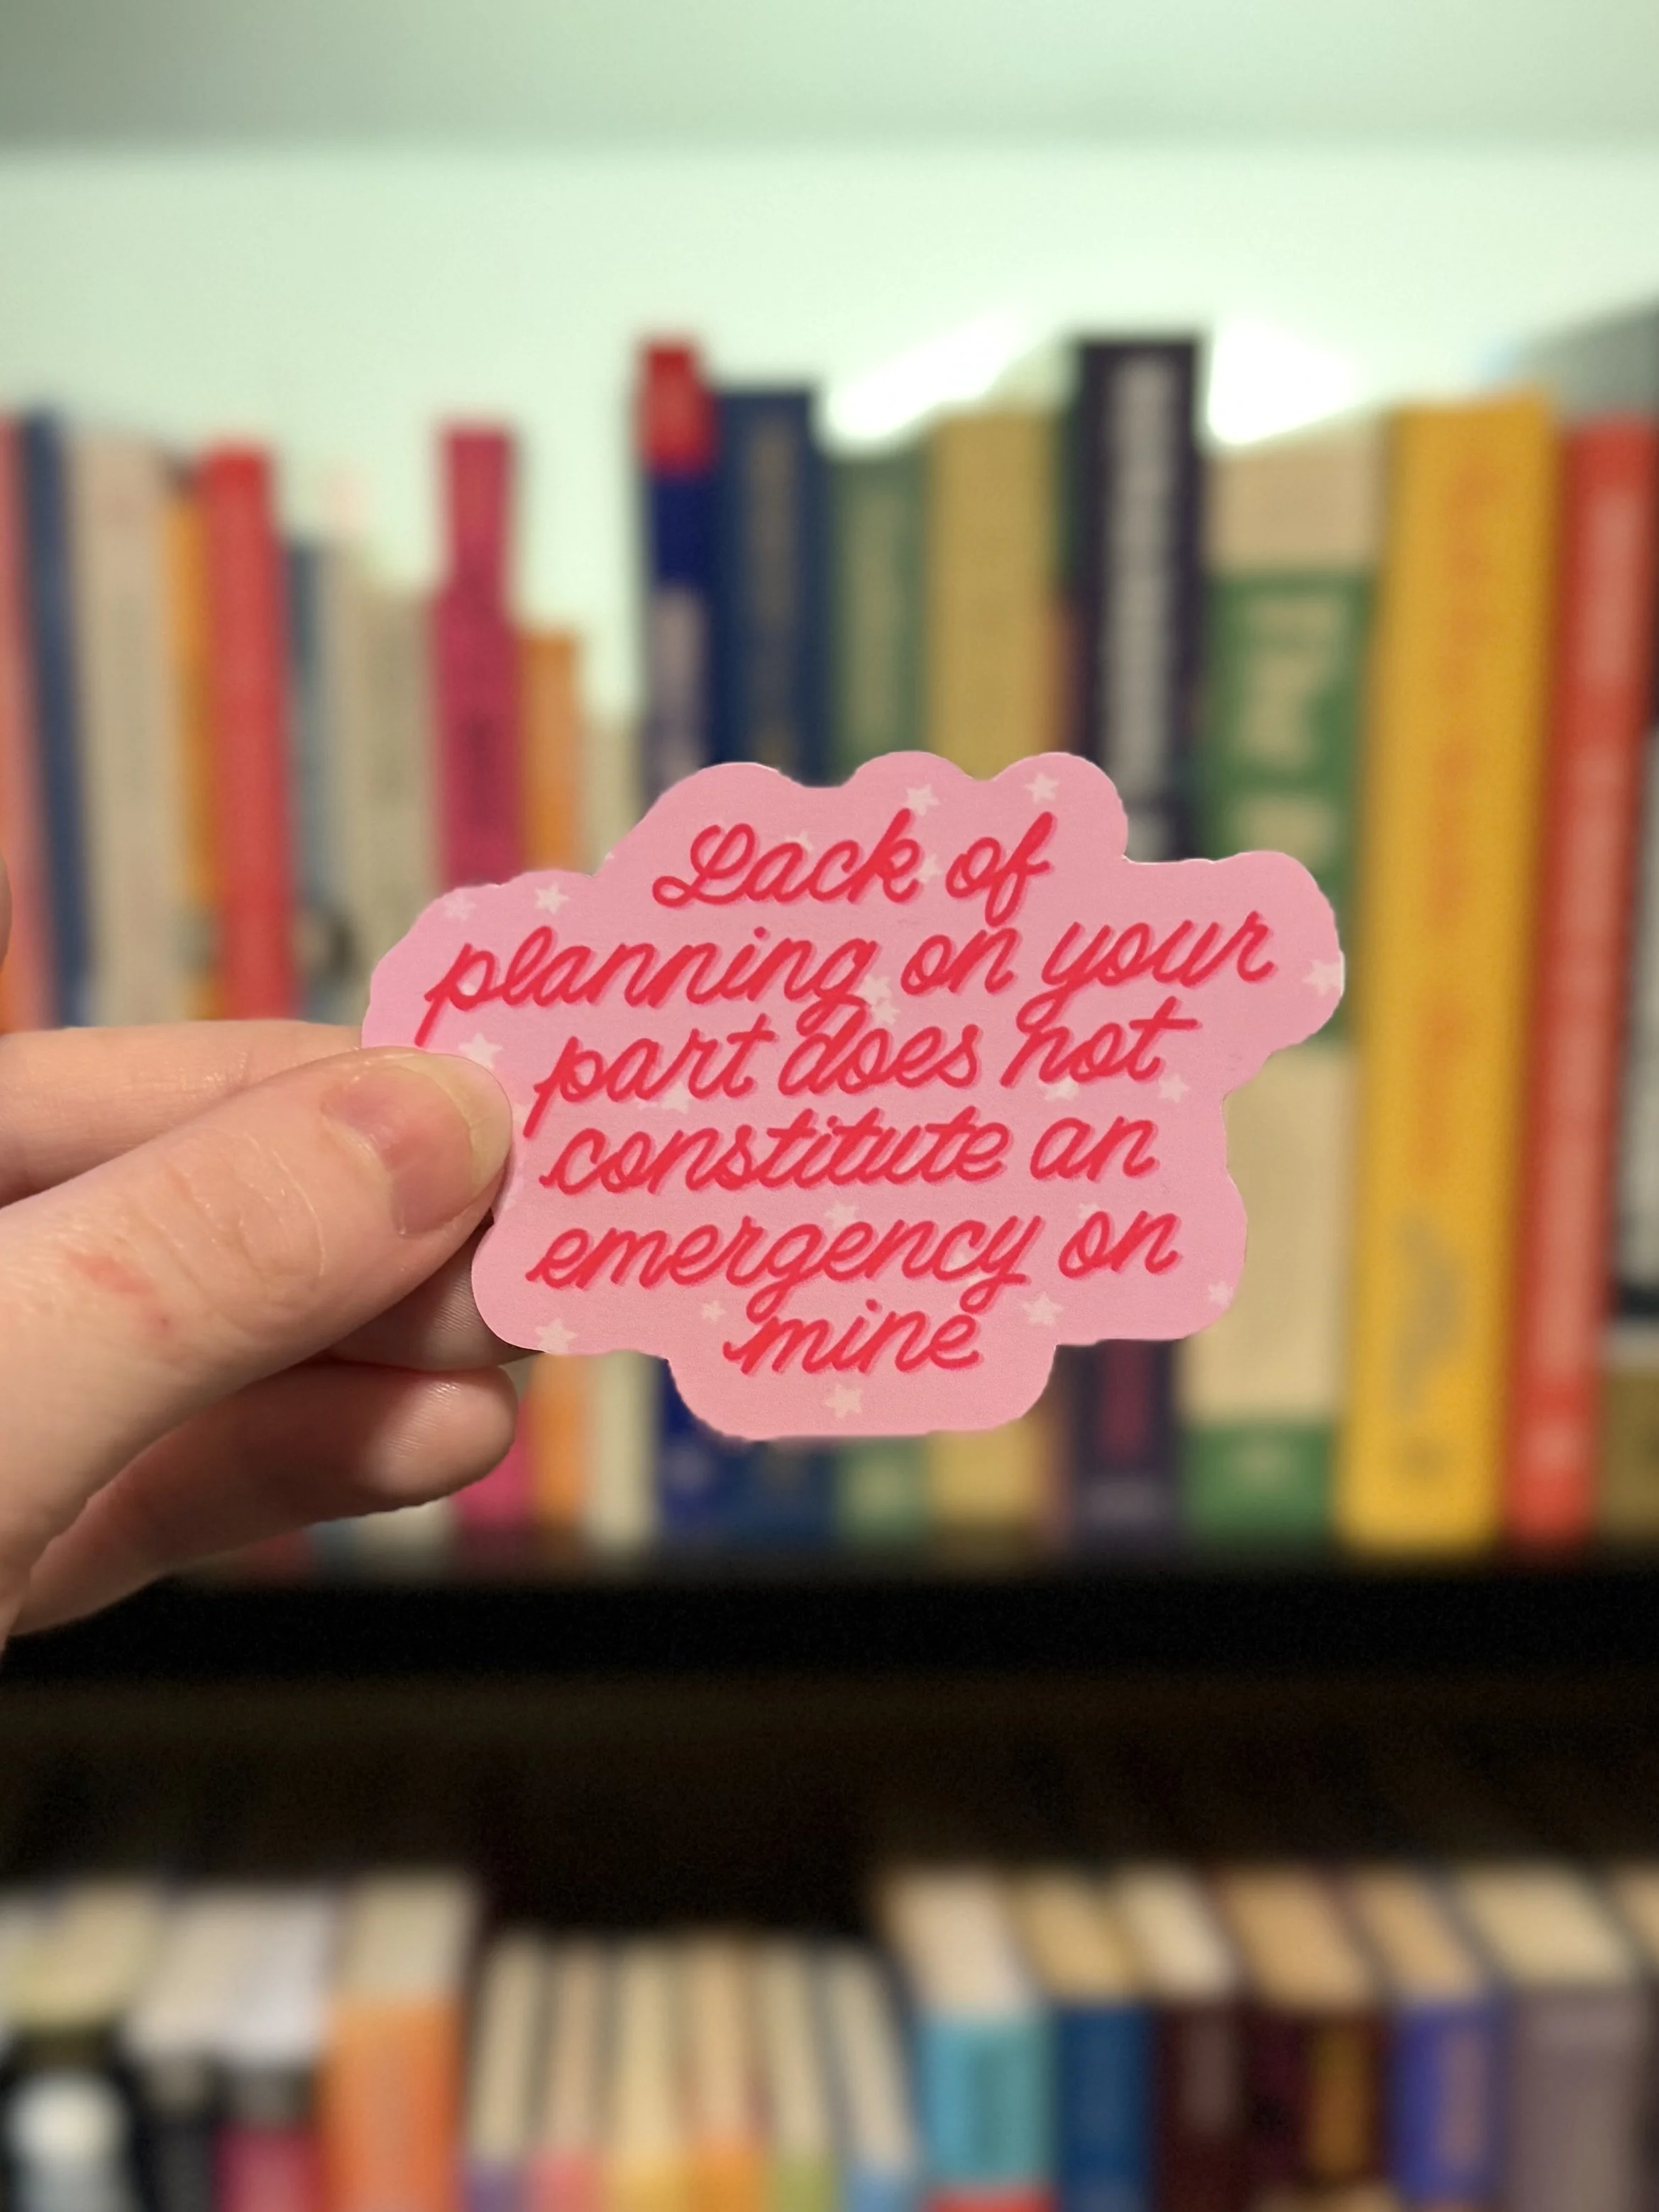 Lack of
planning on your
part does not
constitute an
emergency on
mine